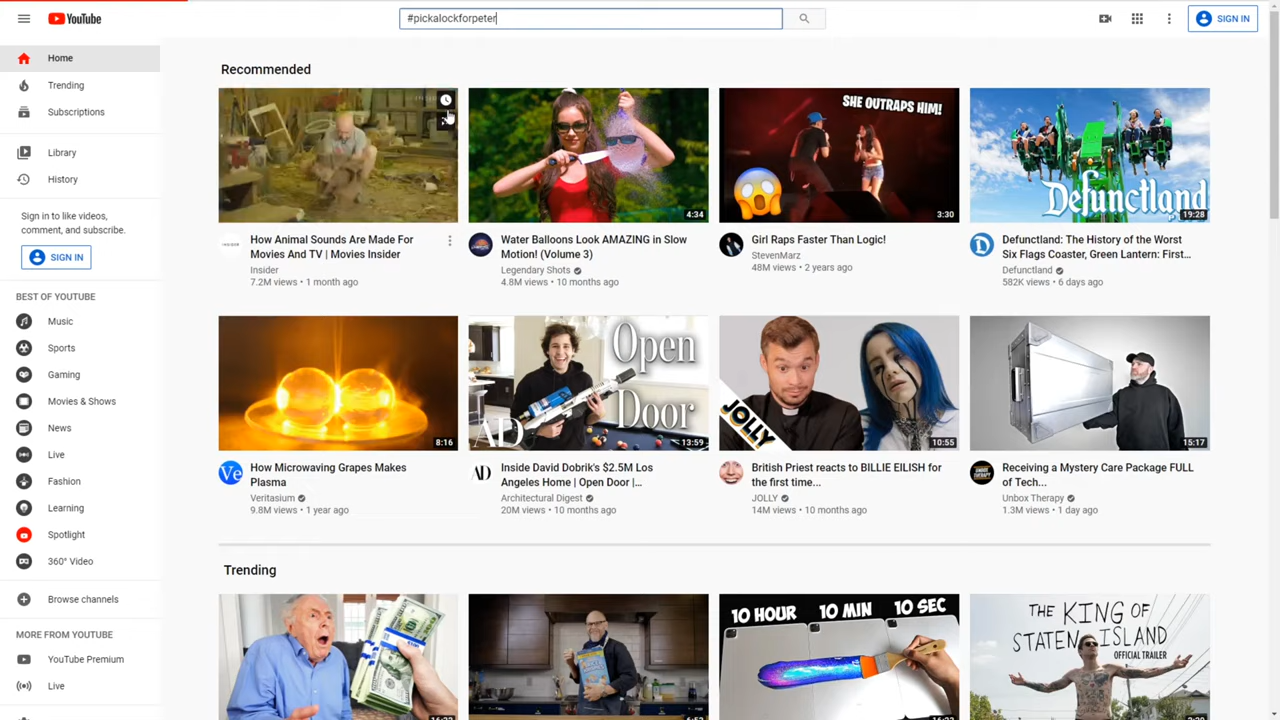 YouTube
#pickalockforpeter
SIGN IN
Home
Trending
Subscriptions
Library
History
Sign in to like videos,
comment, and subscribe.
SIGN IN
BEST OF YOUTUBE
Music
Sports
Gaming
Movies & Shows
News
Live
Fashion
Learning
Spotlight
360° Video
Browse channels
MORE FROM YOUTUBE
YouTube Premium
Live
Recommended
How Animal Sounds Are Made For
Movies And TV | Movies Insider
Insider
7.2M views • 1 month ago
4:34
Water Balloons Look AMAZING in Slow
Motion! (Volume 3)
Legendary Shots
4.8M views • 10 months ago
SHE OUTRAPS HIM!
3:30
Girl Raps Faster Than Logic!
StevenMarz
48M views • 2 years ago
Defunctland
19:28
Defunctland: The History of the Worst
Six Flags Coaster, Green Lantern: First...
Defunctland
582K views • 6 days ago
8:16
Ve
How Microwaving Grapes Makes
Plasma
Veritasium
9.8M views • 1 year ago
Open
Door
AD
13:59
AD
Inside David Dobrik's $2.5M Los
Angeles Home | Open Door |...
Architectural Digest
20M views • 10 months ago
JOLLY
10:55
British Priest reacts to BILLIE EILISH for
the first time...
JOLLY
14M views • 10 months ago
15:17
Receiving a Mystery Care Package FULL
of Tech...
Unbox Therapy
1.3M views • 1 day ago
Trending
10 HOUR 10 MIN 10 SEC
THE KING OF
STATEN ISLAND
OFFICIAL TRAILER